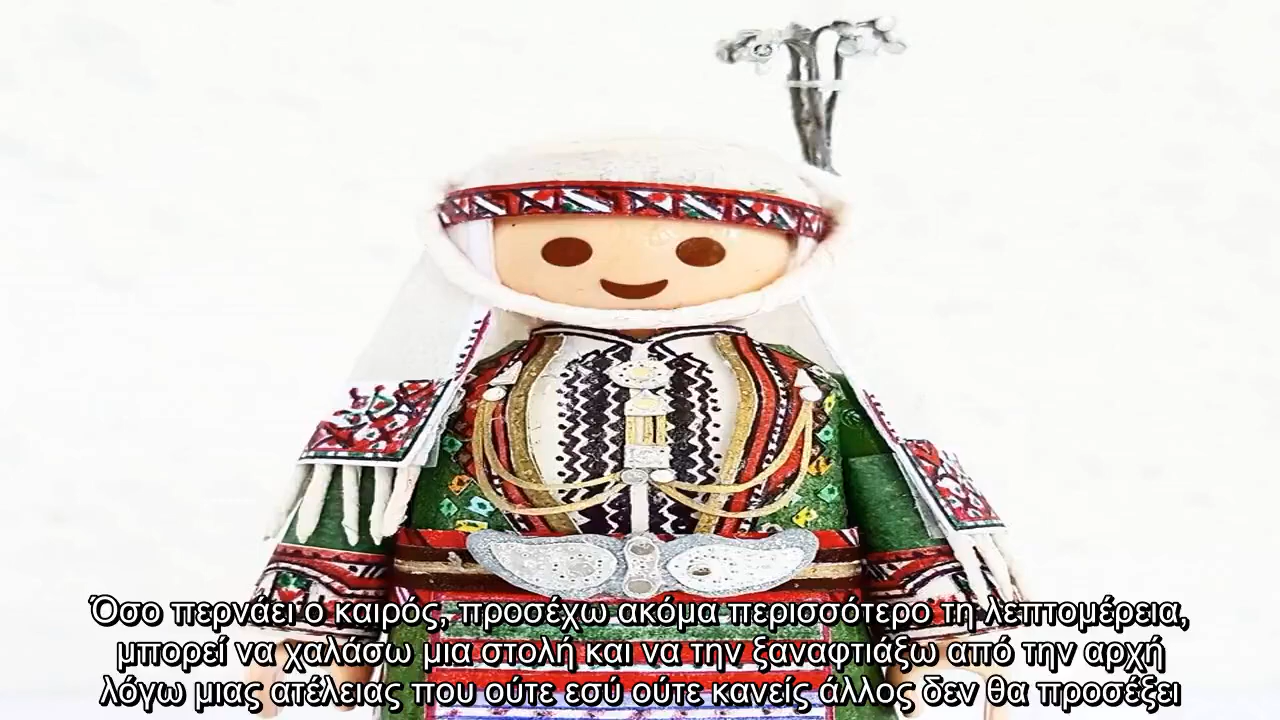 Όσο περνάει ο καιρός, προσέχω ακόμα περισσότερο τη λεπτομέρεια,
μπορεί να χαλάσω μια στολή και να την ξαναφτιάξω από την αρχή
λόγω μιας ατέλειας που ούτε εσύ ούτε κανείς άλλος δεν θα προσέξει